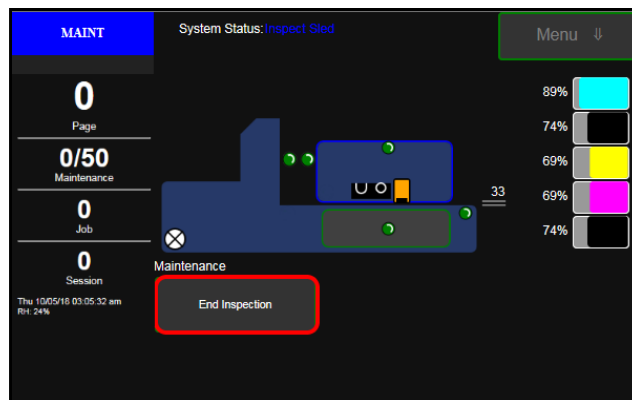 MAINT
System Status: Inspect Sled
Menu ⇓
0
Page
0/50
Maintenance
0
Job
0
Session
Thu 10/05/18 03:05:32 am
RH: 24%
33
89%
74%
69%
69%
74%
Maintenance
End Inspection